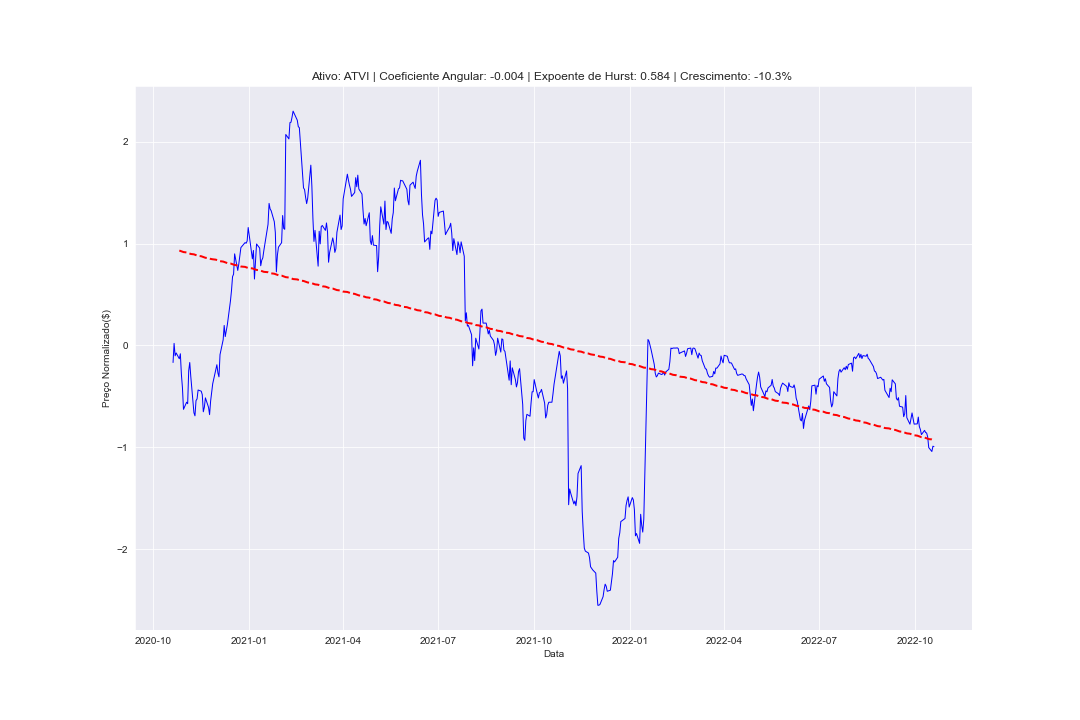 Ativo: ATVI | Coeficiente Angular: -0.004 | Expoente de Hurst: 0.584 | Crescimento: -10.3%
Preço Normalizado($)
2
1
0
−1
−2
2020-10 2021-01 2021-04 2021-07 2021-10 2022-01 2022-04 2022-07 2022-10
Data